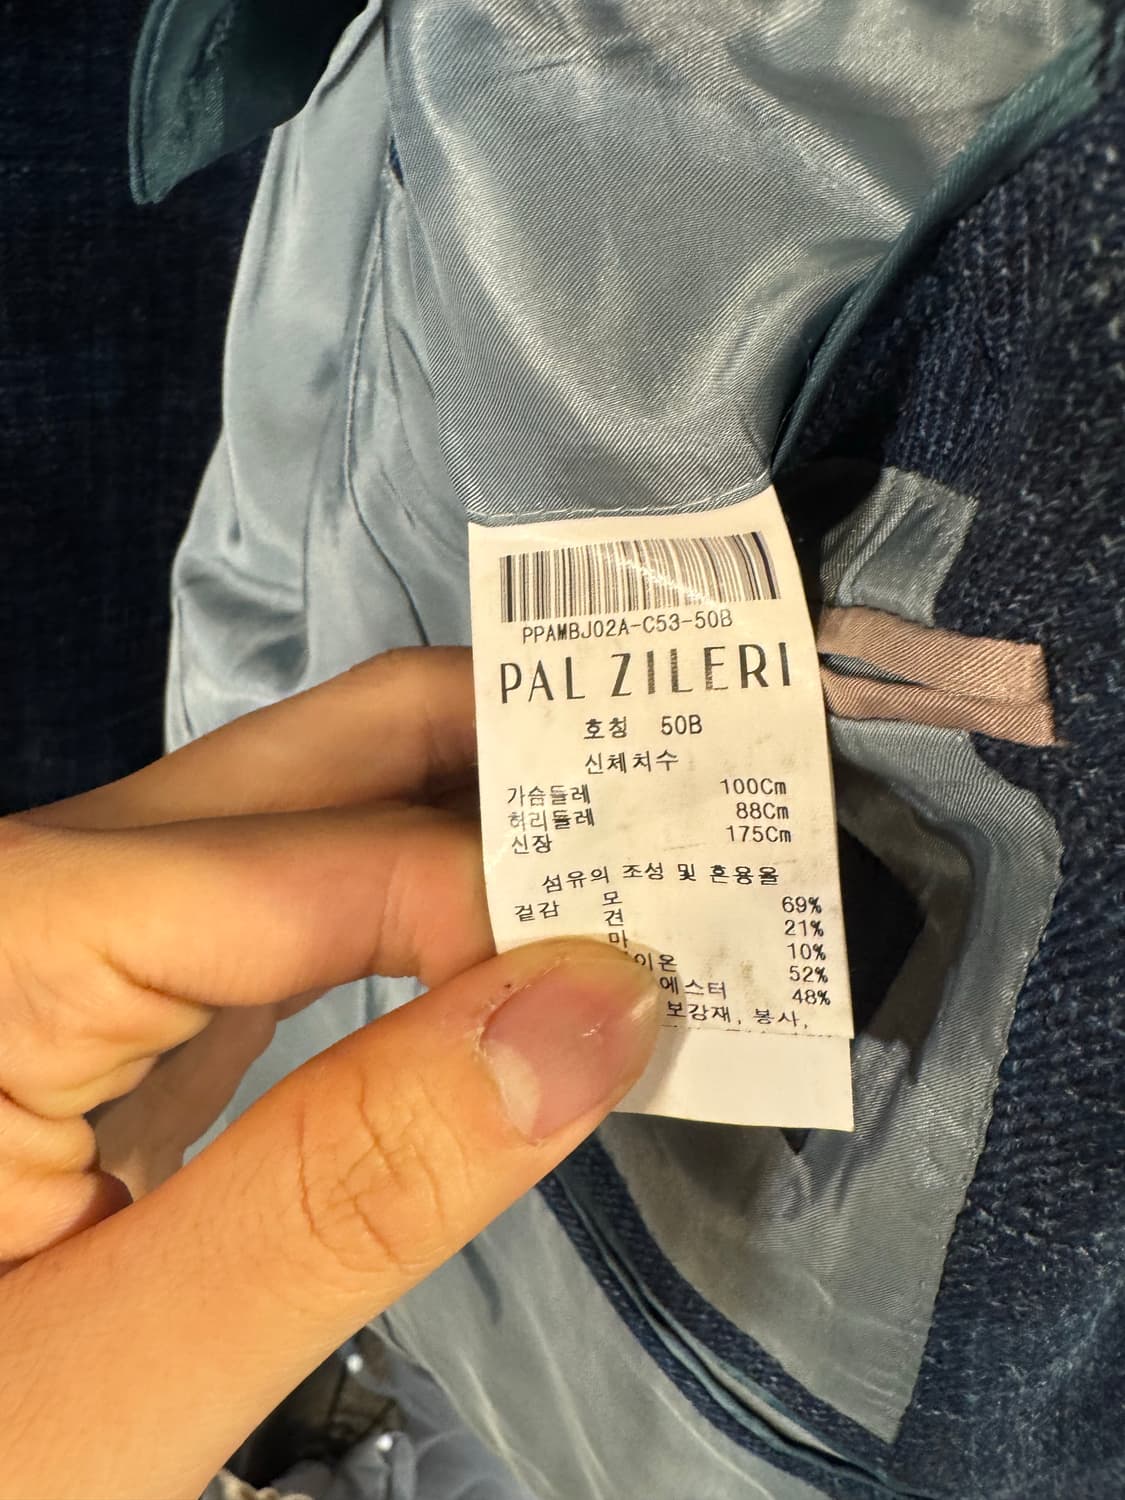 PPAMBJ02A-C53-50B
PAL ZILERI
호칭 50B
신체치수
가슴둘레 100Cm
허리둘레 88Cm
신장 175Cm
섬유의 조성 및 혼용율
겉감 모 69%
견 21%
마 10%
이온 52%
에스터 48%
보강재, 봉사,